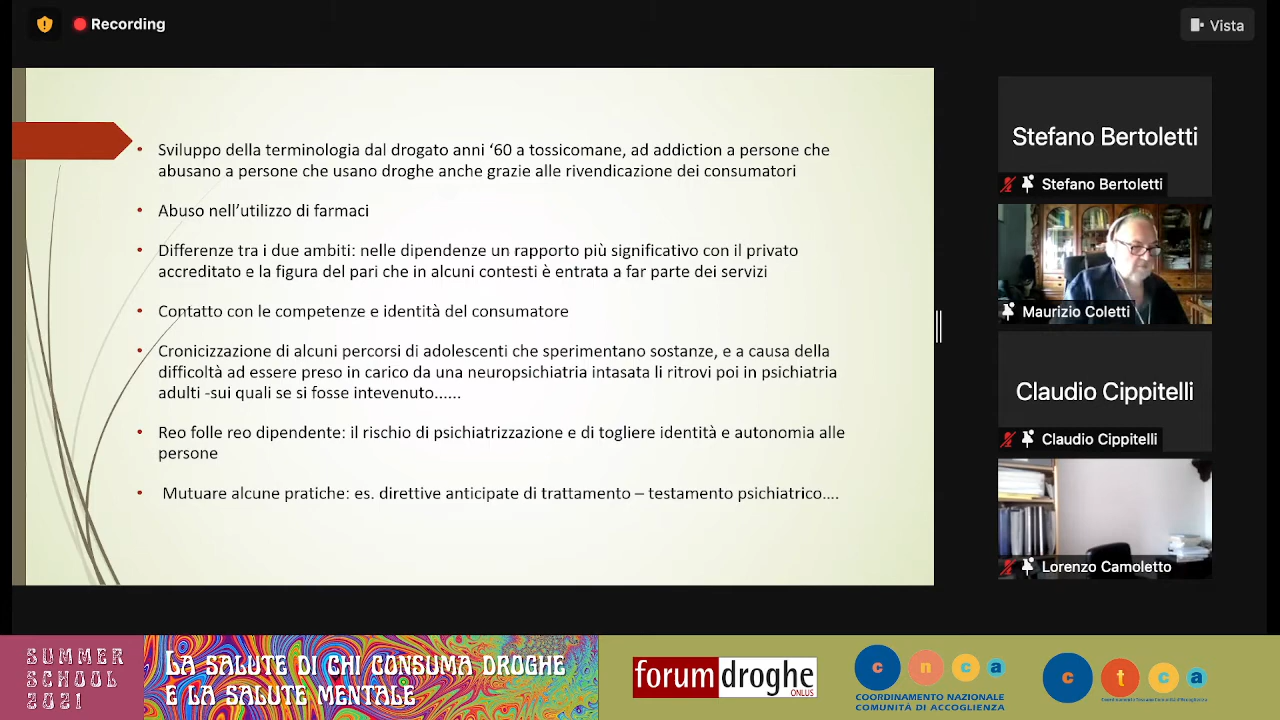 Recording
Vista
• Sviluppo della terminologia dal drogato anni ‘60 a tossicomane, ad addiction a persone che
abusano a persone che usano droghe anche grazie alle rivendicazione dei consumatori
• Abuso nell’utilizzo di farmaci
• Differenze tra i due ambiti: nelle dipendenze un rapporto più significativo con il privato
accreditato e la figura del pari che in alcuni contesti è entrata a far parte dei servizi
• Contatto con le competenze e identità del consumatore
• Cronicizzazione di alcuni percorsi di adolescenti che sperimentano sostanze, e a causa della
difficoltà ad essere preso in carico da una neuropsichiatria intasata li ritrovi poi in psichiatria
adulti -sui quali se si fosse intevenuto......
• Reo folle reo dipendente: il rischio di psichiatrizzazione e di togliere identità e autonomia alle
persone
• Mutuare alcune pratiche: es. direttive anticipate di trattamento – testamento psichiatrico....
Stefano Bertoletti
Stefano Bertoletti
Maurizio Coletti
Claudio Cippitelli
Claudio Cippitelli
Lorenzo Camoletto
SUMMER
SCHOOL
2021
LA SALUTE DI CHI CONSUMA DROGHE
E LA SALUTE MENTALE
forumdroghe
ONLUS
c n c a
COORDINAMENTO NAZIONALE
COMUNITÀ DI ACCOGLIENZA
c t c a
Coordinamento Toscano Comunità di Accoglienza